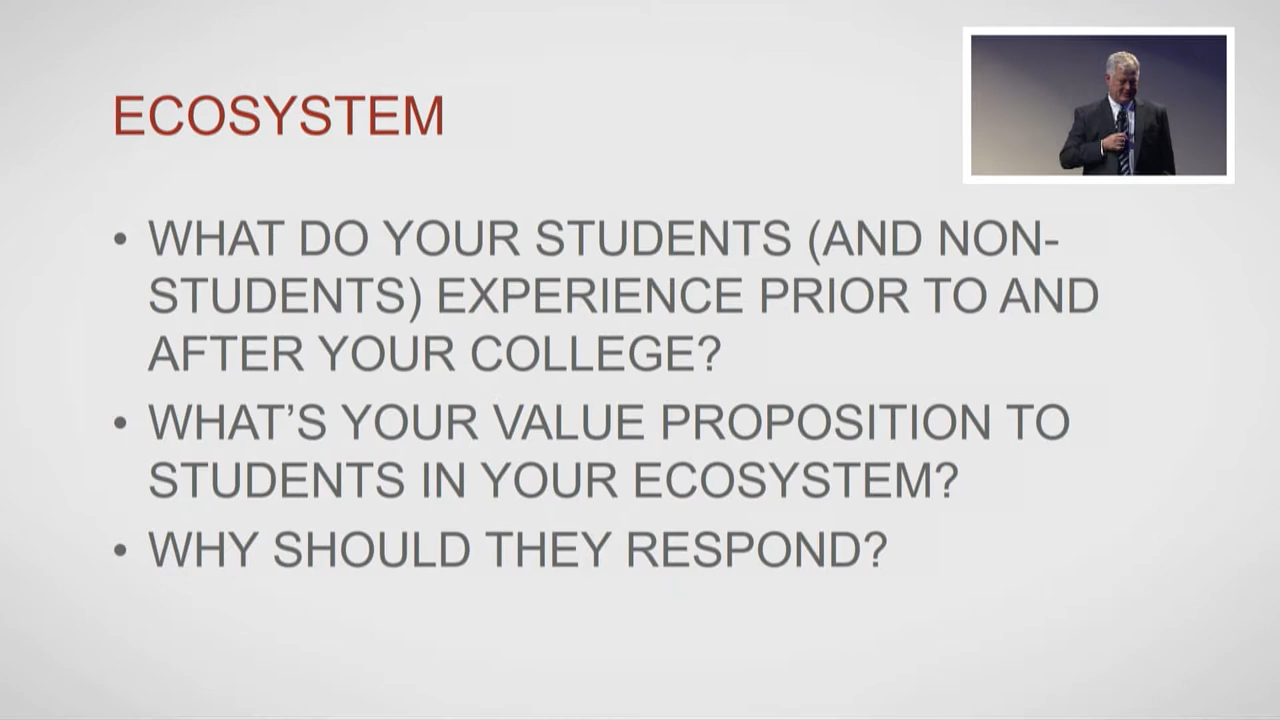 ECOSYSTEM
• WHAT DO YOUR STUDENTS (AND NON-
STUDENTS) EXPERIENCE PRIOR TO AND
AFTER YOUR COLLEGE?
• WHAT’S YOUR VALUE PROPOSITION TO
STUDENTS IN YOUR ECOSYSTEM?
• WHY SHOULD THEY RESPOND?